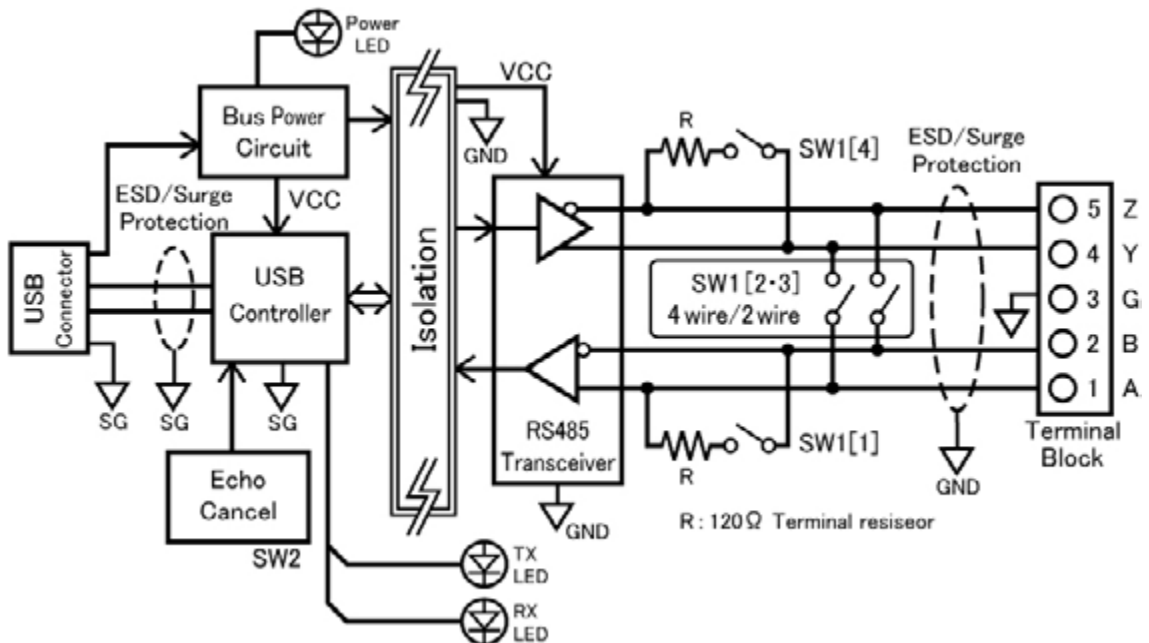 Power
LED
Bus Power
Circuit
VCC
ESD/Surge
Protection
USB
Connector
USB
Controller
SG
SG
SG
Echo
Cancel
SW2
Isolation
VCC
GND
RS485
Transceiver
GND
TX
LED
RX
LED
R
SW1[4]
SW1[2・3]
4 wire/2 wire
SW1[1]
R
R : 120Ω Terminal resiseor
ESD/Surge
Protection
GND
5 Z
4 Y
3 G
2 B
1 A
Terminal
Block